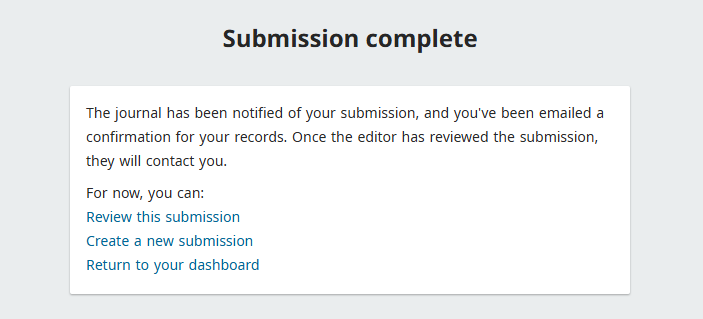 Submission complete
The journal has been notified of your submission, and you've been emailed a
confirmation for your records. Once the editor has reviewed the submission,
they will contact you.
For now, you can:
Review this submission
Create a new submission
Return to your dashboard